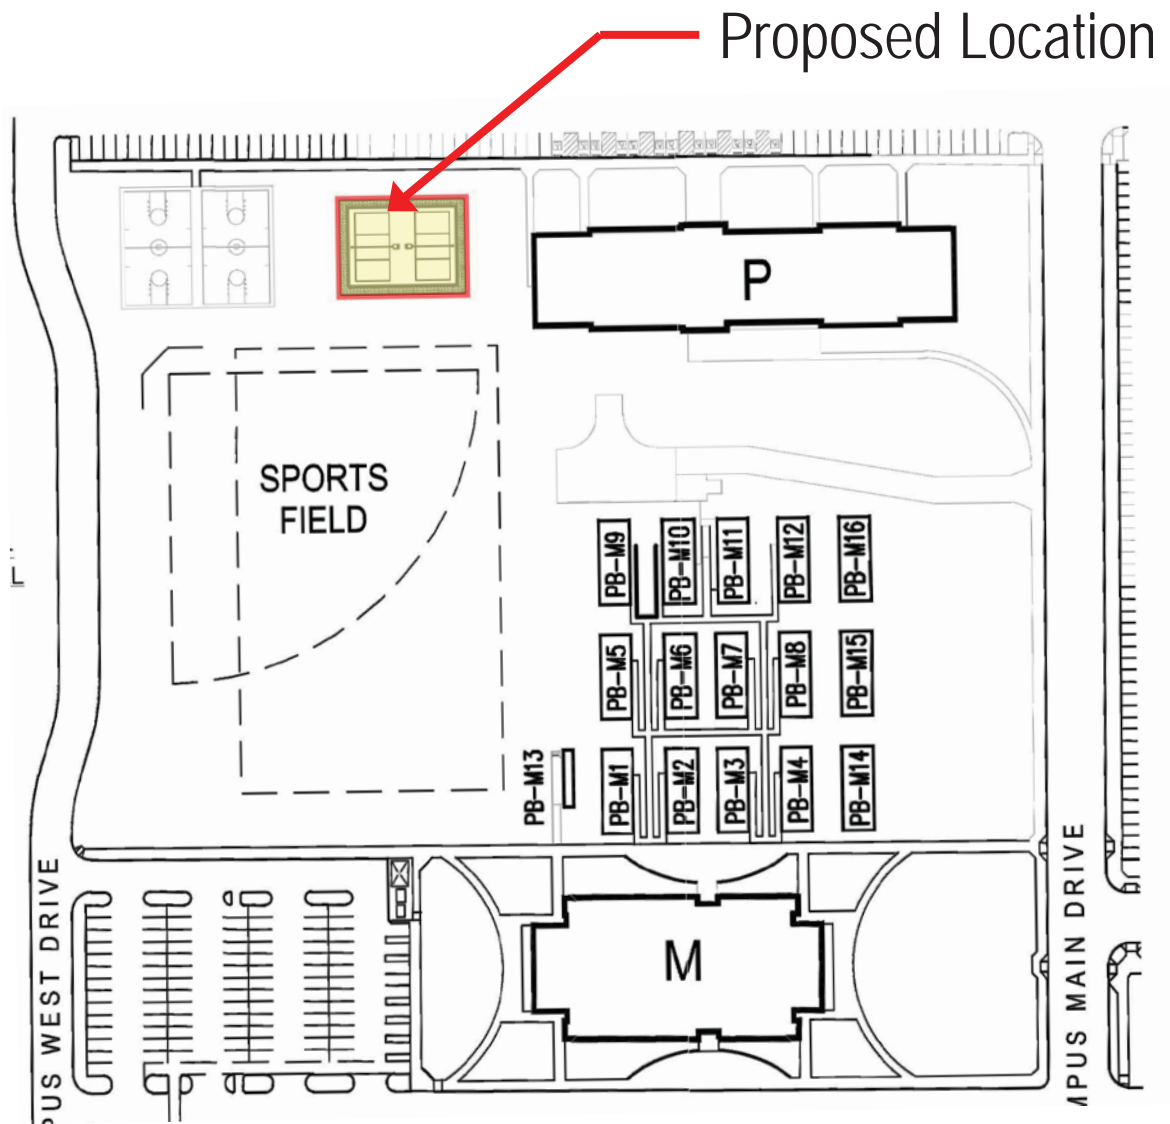 Proposed Location
P
SPORTS
FIELD
L
PB-M9
PB-M10
PB-M11
PB-M12
PB-M16
PB-M5
PB-M6
PB-M7
PB-M8
PB-M15
PB-M13
PB-M1
PB-M2
PB-M3
PB-M4
PB-M14
M
PUS WEST DRIVE
MPUS MAIN DRIVE